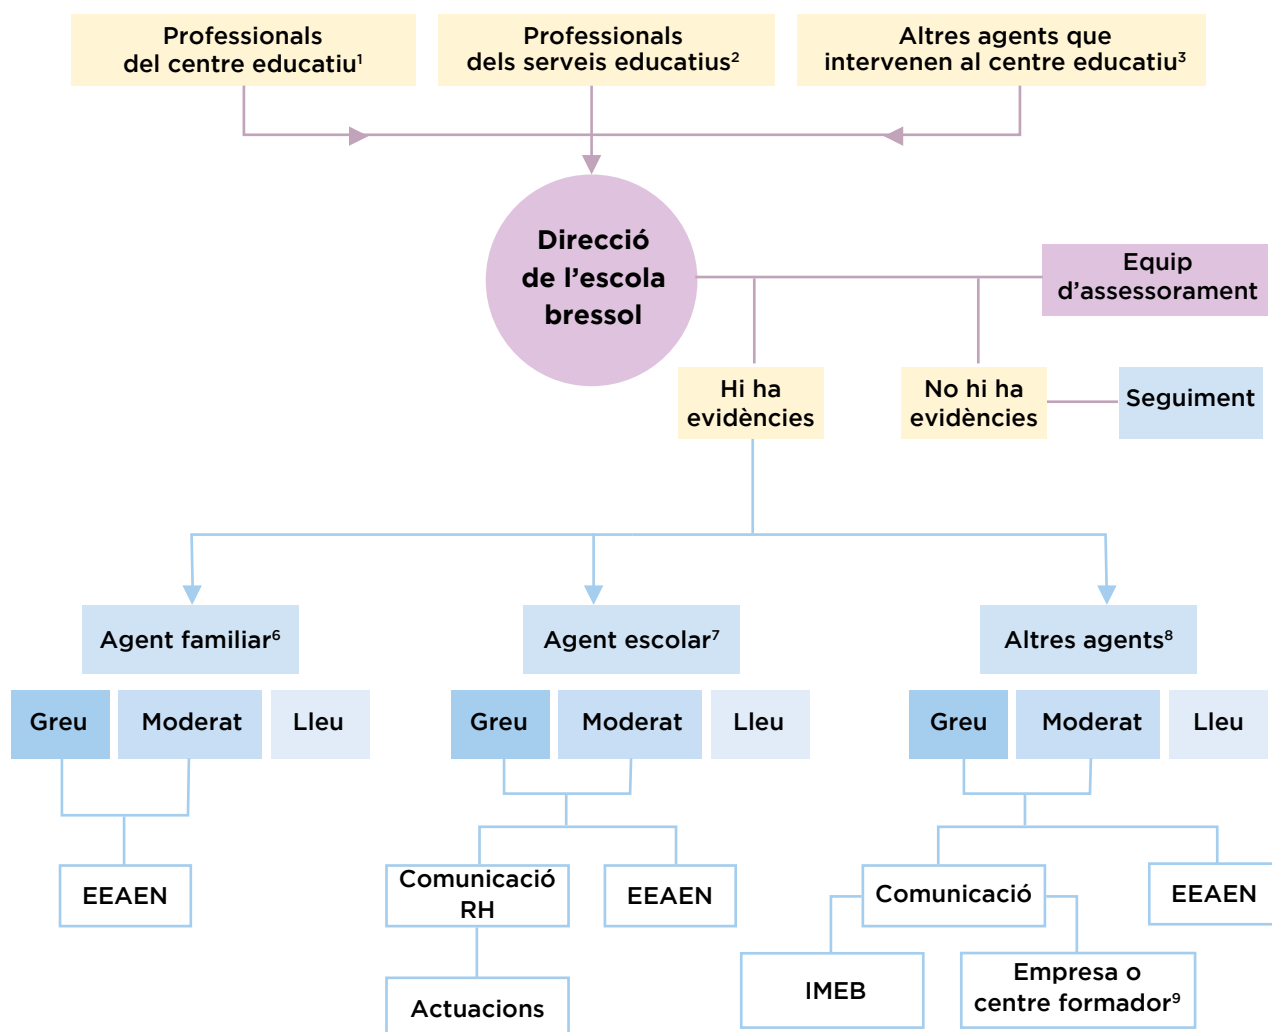 Professionals
del centre educatiu¹
Professionals
dels serveis educatius²
Altres agents que
intervenen al centre educatiu³
Direcció
de l’escola
bressol
Equip
d’assessorament
Hi ha
evidències
No hi ha
evidències
Seguiment
Agent familiar⁶
Agent escolar⁷
Altres agents⁸
Greu
Moderat
Lleu
Greu
Moderat
Lleu
Greu
Moderat
Lleu
EEAEN
Comunicació
RH
EEAEN
Comunicació
EEAEN
Actuacions
IMEB
Empresa o
centre formador⁹